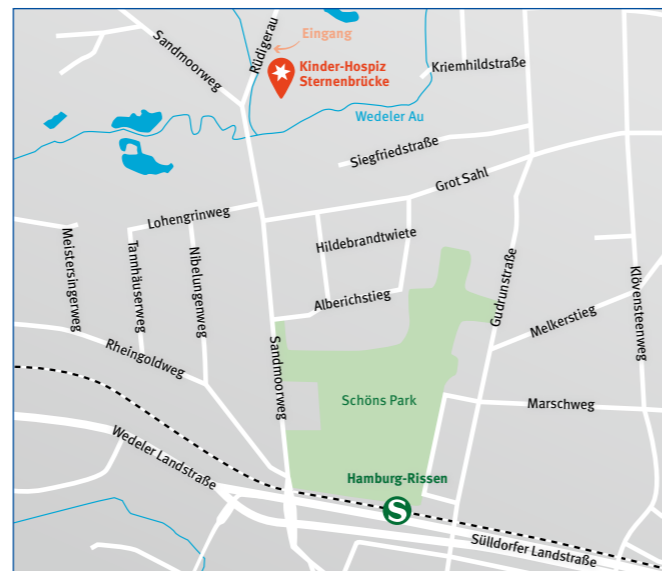 Sandmoorweg
Rüdigerau
Eingang
Kinder-Hospiz
Sternenbrücke
Kriemhildstraße
Wedeler Au
Siegfriedstraße
Grot Sahl
Lohengrinweg
Hildebrandtwiete
Meistersingerweg
Tannhäuserweg
Nibelungenweg
Gudrunstraße
Klövensteenweg
Alberichstieg
Melkerstieg
Rheingoldweg
Sandmoorweg
Schöns Park
Marschweg
Wedeler Landstraße
Hamburg-Rissen
S
Sülldorfer Landstraße